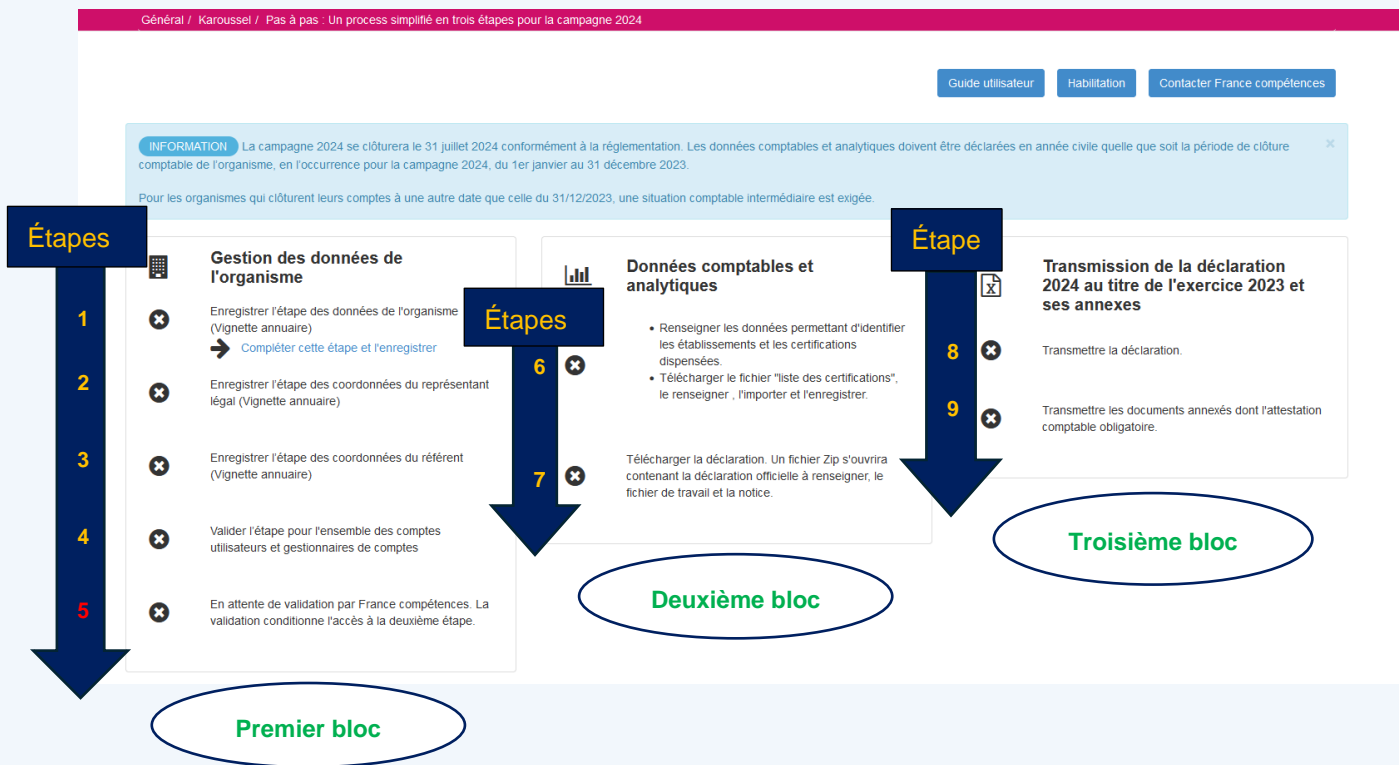 Général / Karoussel / Pas à pas : Un process simplifié en trois étapes pour la campagne 2024
Guide utilisateur
Habilitation
Contacter France compétences
INFORMATION La campagne 2024 se clôturera le 31 juillet 2024 conformément à la réglementation. Les données comptables et analytiques doivent être déclarées en année civile quelle que soit la période de clôture
comptable de l'organisme, en l'occurrence pour la campagne 2024, du 1er janvier au 31 décembre 2023.
Pour les organismes qui clôturent leurs comptes à une autre date que celle du 31/12/2023, une situation comptable intermédiaire est exigée.
Étapes
Gestion des données de
l'organisme
1
Enregistrer l'étape des données de l'organisme
(Vignette annuaire)
Compléter cette étape et l'enregistrer
2
Enregistrer l'étape des coordonnées du représentant
légal (Vignette annuaire)
3
Enregistrer l'étape des coordonnées du référent
(Vignette annuaire)
4
Valider l'étape pour l'ensemble des comptes
utilisateurs et gestionnaires de comptes
5
En attente de validation par France compétences. La
validation conditionne l'accès à la deuxième étape.
Premier bloc
Étapes
Données comptables et
analytiques
6
• Renseigner les données permettant d'identifier
les établissements et les certifications
dispensées.
• Télécharger le fichier "liste des certifications",
le renseigner , l'importer et l'enregistrer.
7
Télécharger la déclaration. Un fichier Zip s'ouvrira
contenant la déclaration officielle à renseigner, le
fichier de travail et la notice.
Deuxième bloc
Étape
Transmission de la déclaration
2024 au titre de l'exercice 2023 et
ses annexes
8
Transmettre la déclaration.
9
Transmettre les documents annexés dont l'attestation
comptable obligatoire.
Troisième bloc